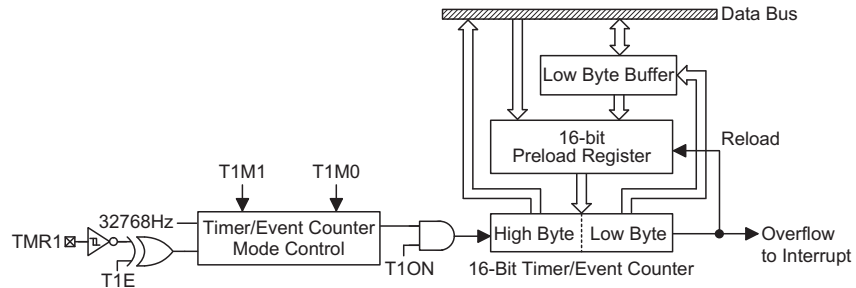 Data Bus
Low Byte Buffer
16-bit
Preload Register
Reload
T1M1
T1M0
32768Hz
Timer/Event Counter
Mode Control
TMR1
T1E
T1ON
High Byte
Low Byte
Overflow
to Interrupt
16-Bit Timer/Event Counter